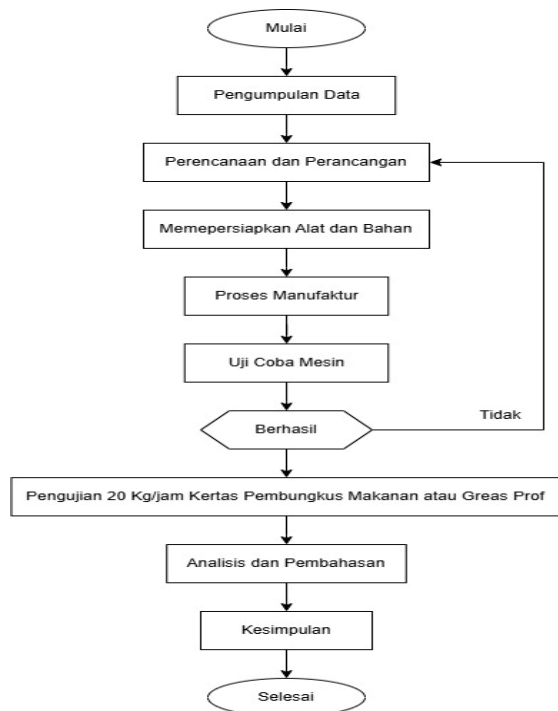 Mulai
Pengumpulan Data
Perencanaan dan Perancangan
Memepersiapkan Alat dan Bahan
Proses Manufaktur
Uji Coba Mesin
Tidak
Berhasil
Pengujian 20 Kg/jam Kertas Pembungkus Makanan atau Greas Prof
Analisis dan Pembahasan
Kesimpulan
Selesai